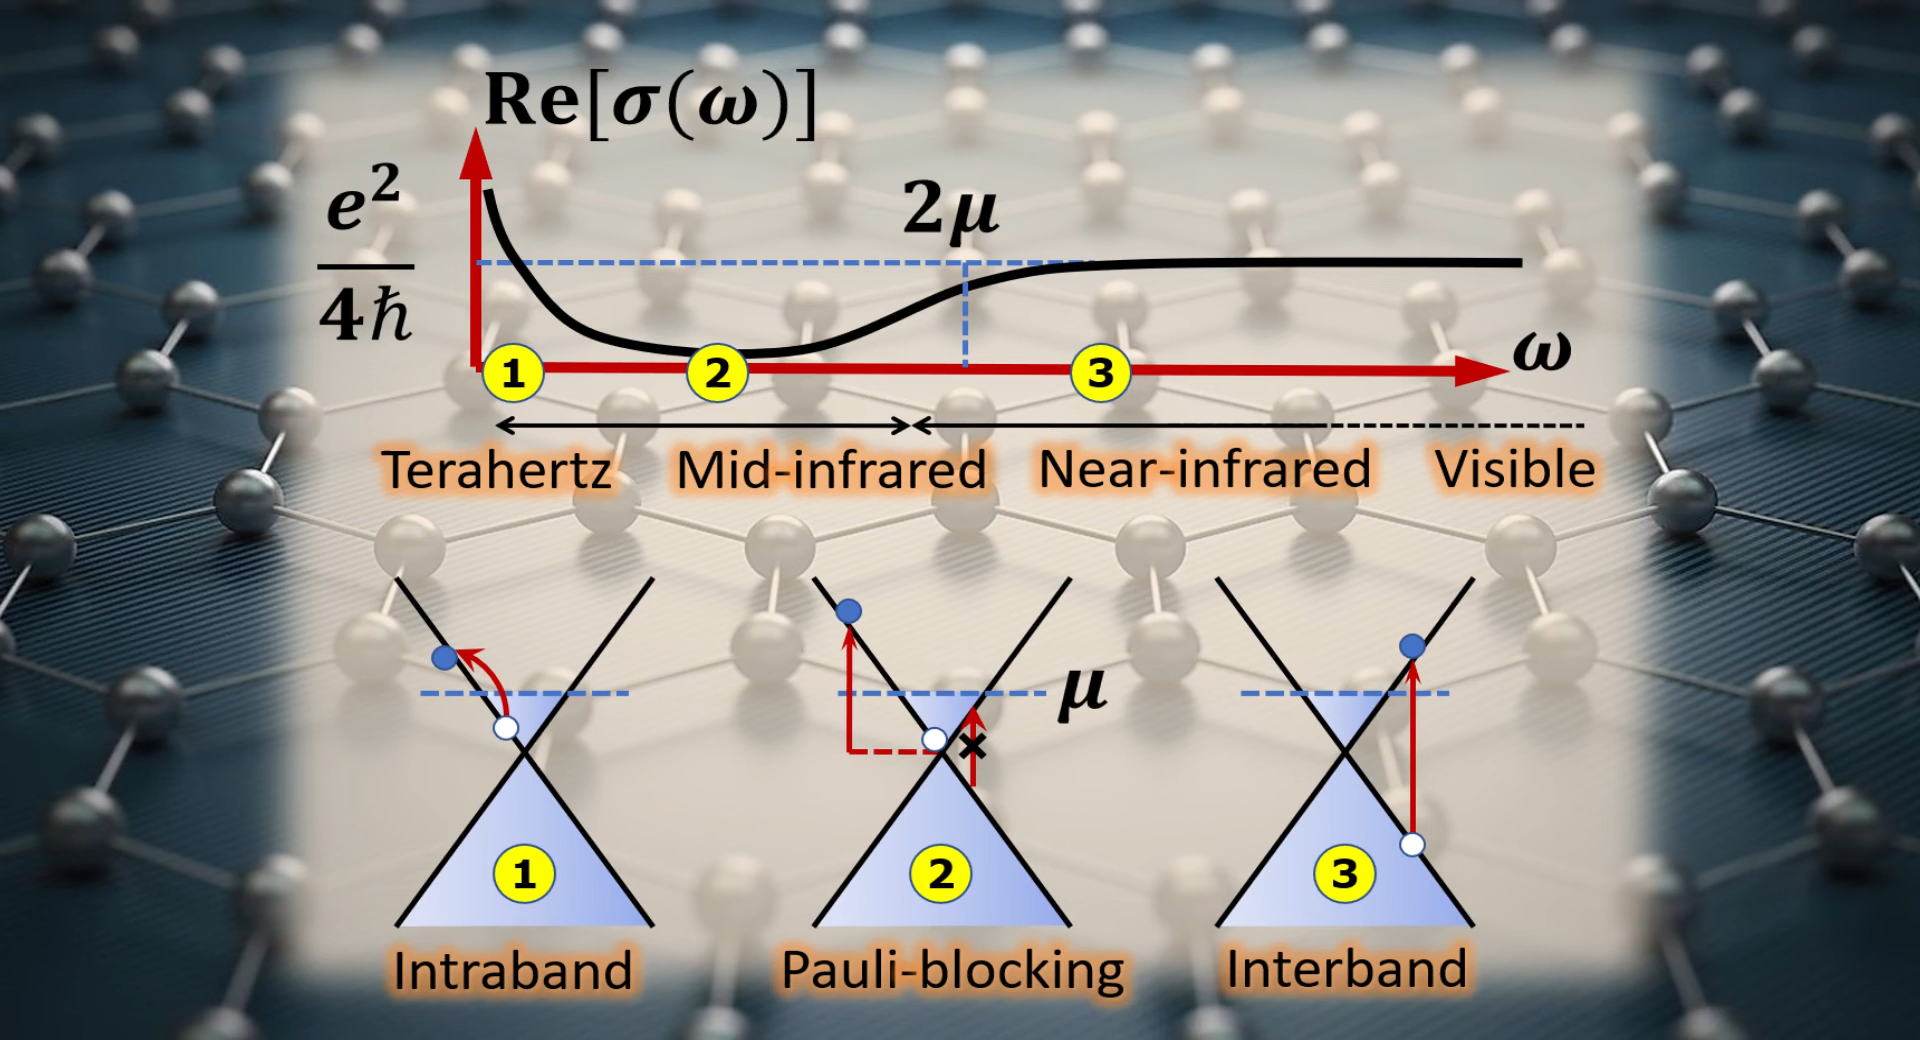 Re[σ(ω)]
e²
4ℏ
2μ
ω
1
2
3
Terahertz
Mid-infrared
Near-infrared
Visible
μ
1
2
3
Intraband
Pauli-blocking
Interband